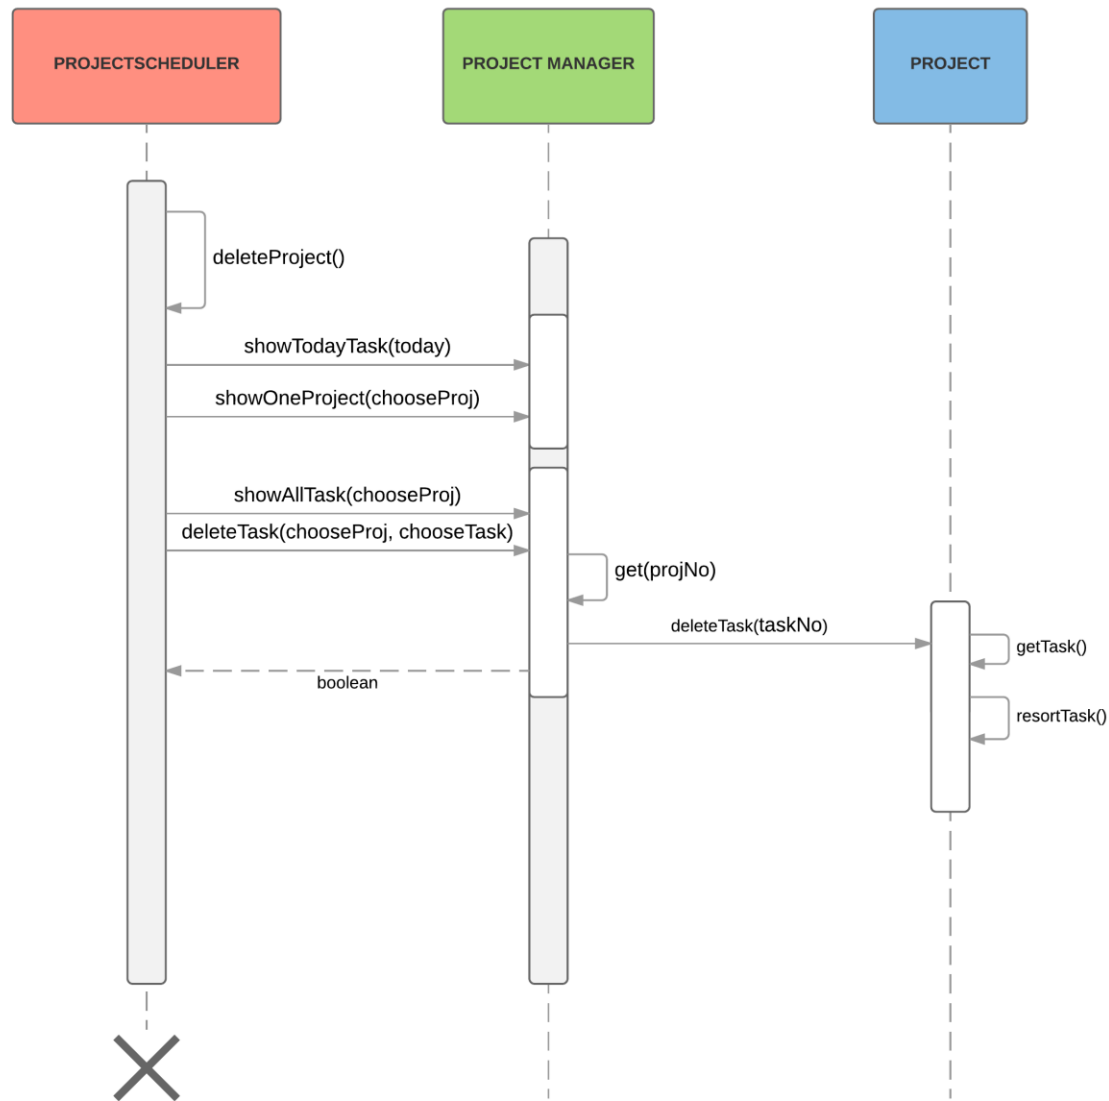 PROJECTSCHEDULER
PROJECT MANAGER
PROJECT
deleteProject()
showTodayTask(today)
showOneProject(chooseProj)
showAllTask(chooseProj)
deleteTask(chooseProj, chooseTask)
get(projNo)
deleteTask(taskNo)
getTask()
boolean
resortTask()